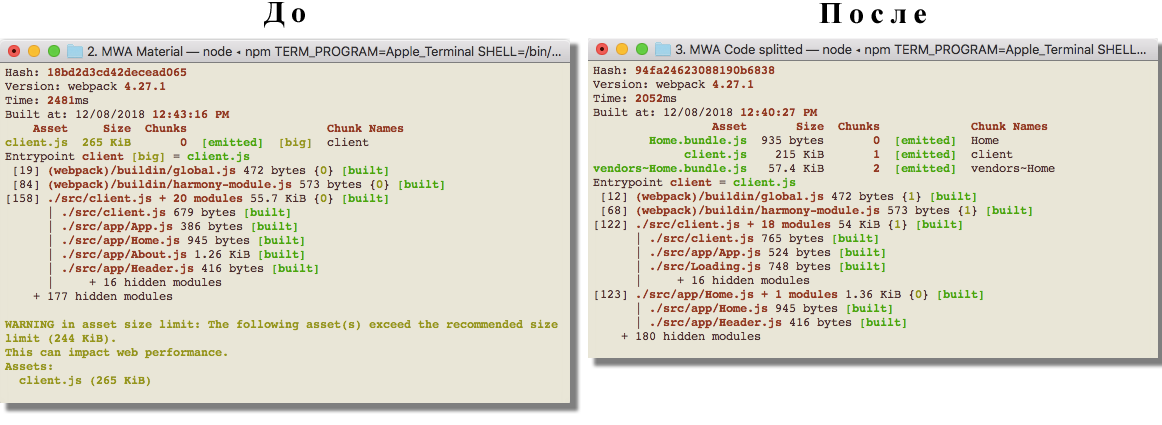 До
2. MWA Material — node ◂ npm TERM_PROGRAM=Apple_Terminal SHELL=/bin/...
Hash: 18bd2d3cd42decead065
Version: webpack 4.27.1
Time: 2481ms
Built at: 12/08/2018 12:43:16 PM
Asset Size Chunks Chunk Names
client.js 265 KiB 0 [emitted] [big] client
Entrypoint client [big] = client.js
[19] (webpack)/buildin/global.js 472 bytes {0} [built]
[84] (webpack)/buildin/harmony-module.js 573 bytes {0} [built]
[158] ./src/client.js + 20 modules 55.7 KiB {0} [built]
| ./src/client.js 679 bytes [built]
| ./src/app/App.js 386 bytes [built]
| ./src/app/Home.js 945 bytes [built]
| ./src/app/About.js 1.26 KiB [built]
| ./src/app/Header.js 416 bytes [built]
| + 16 hidden modules
+ 177 hidden modules
WARNING in asset size limit: The following asset(s) exceed the recommended size
limit (244 KiB).
This can impact web performance.
Assets:
client.js (265 KiB)
После
3. MWA Code splitted — node ◂ npm TERM_PROGRAM=Apple_Terminal SHELL...
Hash: 94fa24623088190b6838
Version: webpack 4.27.1
Time: 2052ms
Built at: 12/08/2018 12:40:27 PM
Asset Size Chunks Chunk Names
Home.bundle.js 935 bytes 0 [emitted] Home
client.js 215 KiB 1 [emitted] client
vendors~Home.bundle.js 57.4 KiB 2 [emitted] vendors~Home
Entrypoint client = client.js
[12] (webpack)/buildin/global.js 472 bytes {1} [built]
[68] (webpack)/buildin/harmony-module.js 573 bytes {1} [built]
[122] ./src/client.js + 18 modules 54 KiB {1} [built]
| ./src/client.js 765 bytes [built]
| ./src/app/App.js 524 bytes [built]
| ./src/Loading.js 748 bytes [built]
| + 16 hidden modules
[123] ./src/app/Home.js + 1 modules 1.36 KiB {0} [built]
| ./src/app/Home.js 945 bytes [built]
| ./src/app/Header.js 416 bytes [built]
+ 180 hidden modules